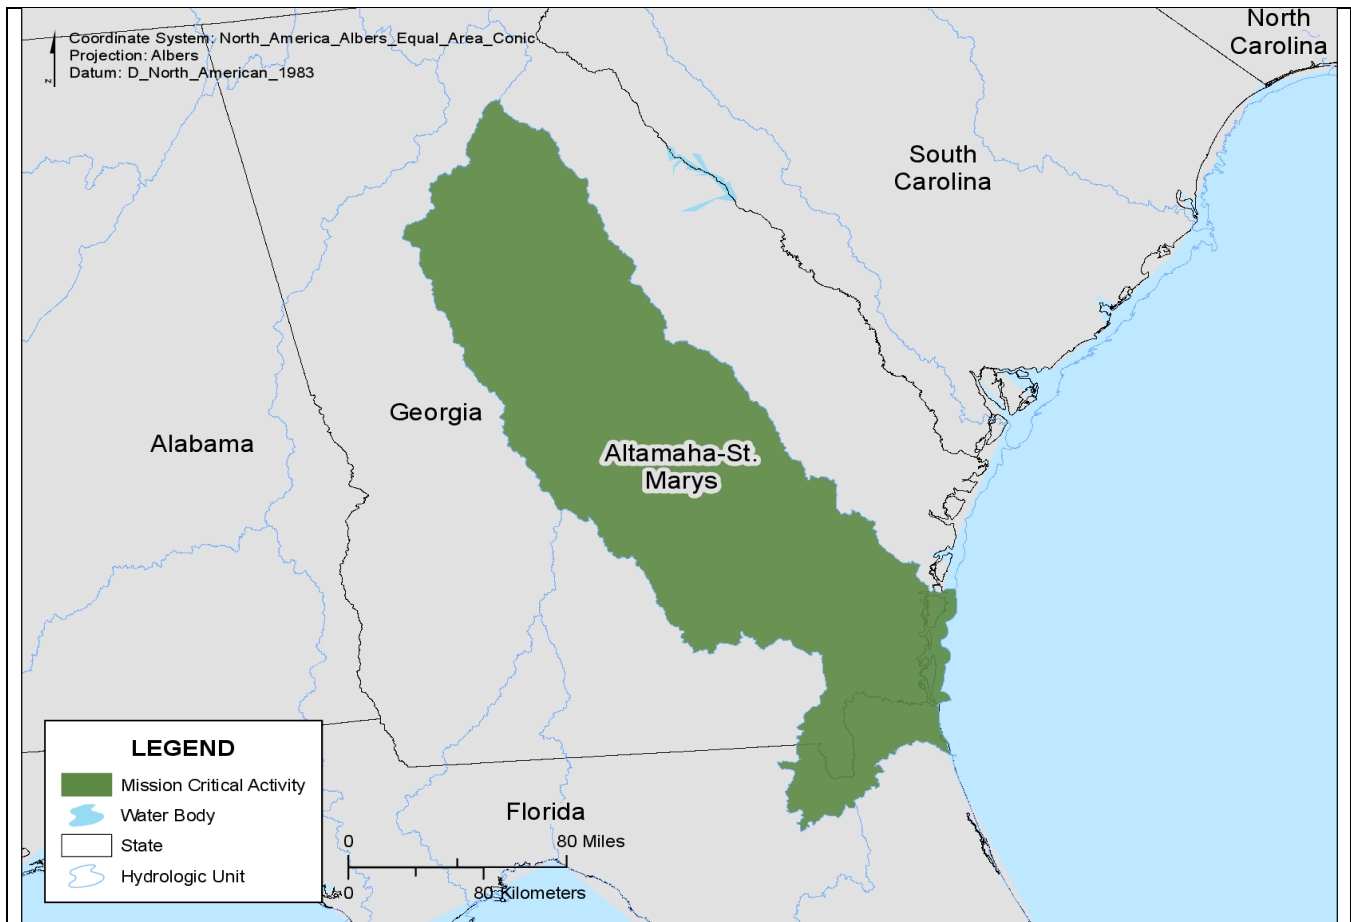 Coordinate System: North_America_Albers_Equal_Area_Conic
Projection: Albers
Datum: D_North_American_1983
z
North
Carolina
South
Carolina
Georgia
Alabama
Altamaha-St.
Marys
Florida
LEGEND
Mission Critical Activity
Water Body
State
Hydrologic Unit
0 80 Miles
0 80 Kilometers